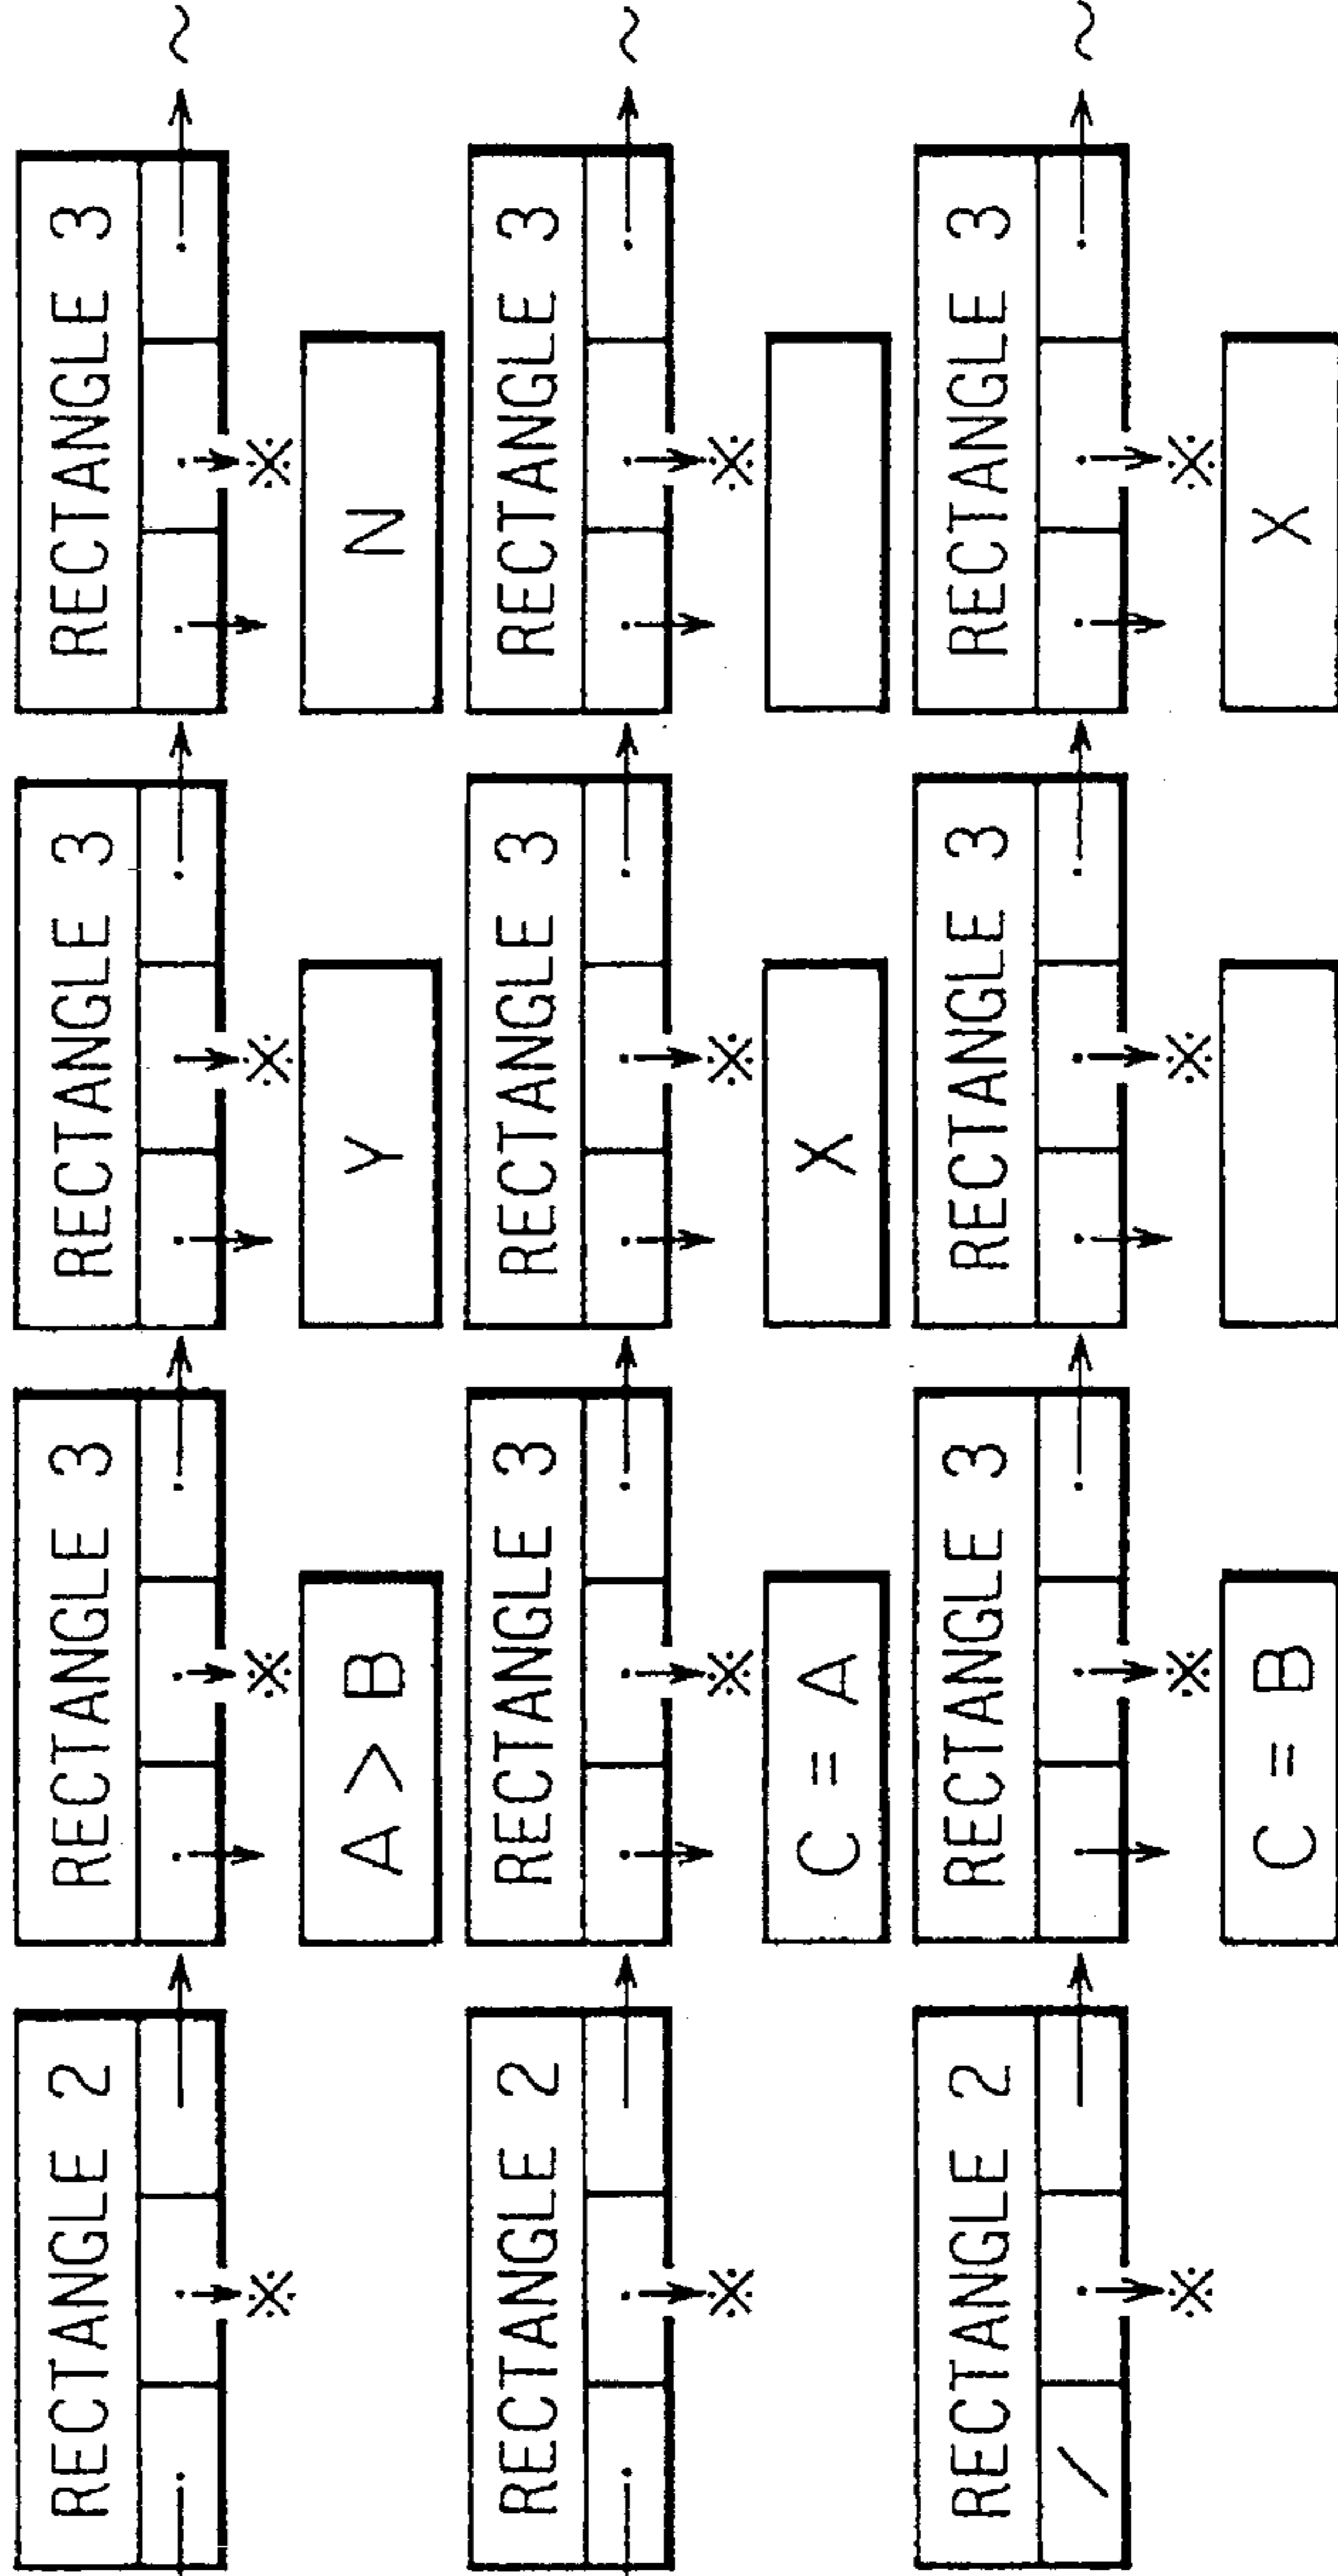 RECTANGLE 2 RECTANGLE 3 RECTANGLE 3 RECTANGLE 3
~
※ ※ ※ ※
A > B Y N
RECTANGLE 2 RECTANGLE 3 RECTANGLE 3 RECTANGLE 3
~
※ ※ ※ ※
C = A X
RECTANGLE 2 RECTANGLE 3 RECTANGLE 3 RECTANGLE 3
/ ~
※ ※ ※ ※
C = B X